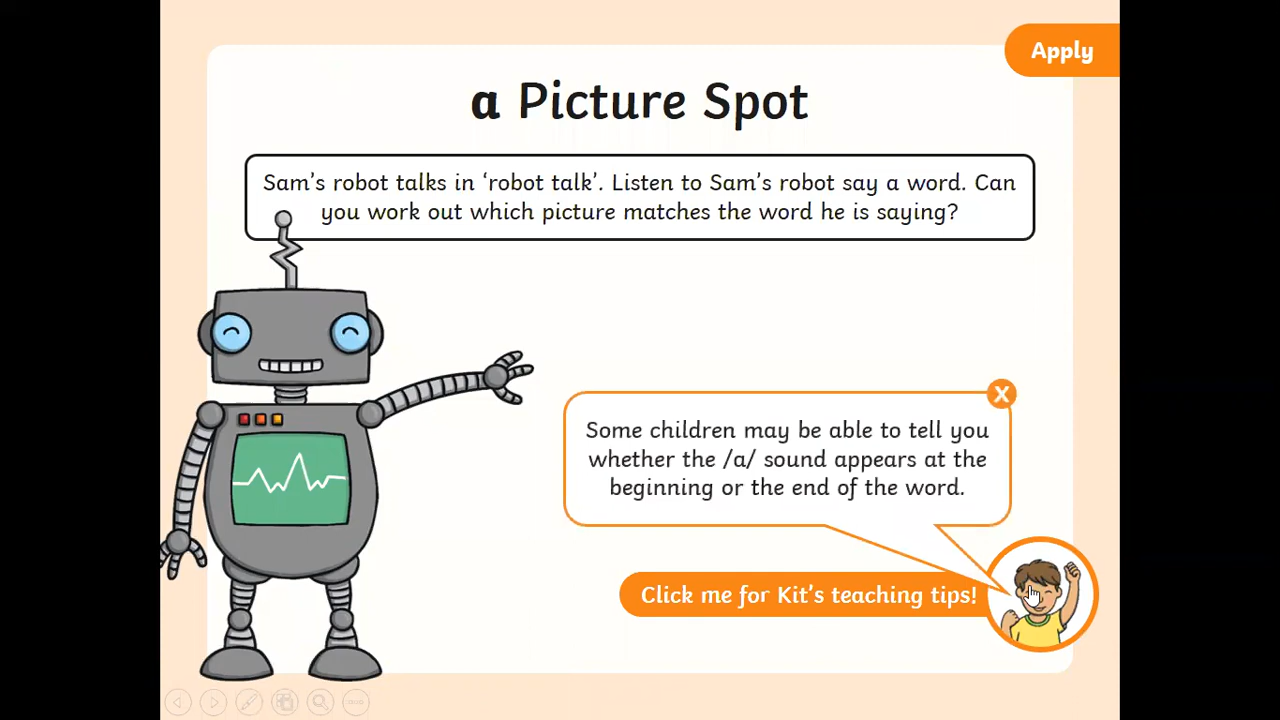 Apply
a Picture Spot
Sam's robot talks in 'robot talk'. Listen to Sam's robot say a word. Can
you work out which picture matches the word he is saying?
X
Some children may be able to tell you
whether the /a/ sound appears at the
beginning or the end of the word.
Click me for Kit's teaching tips!